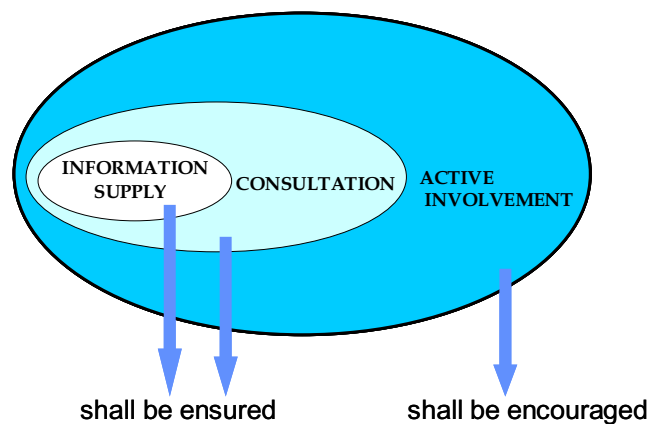 INFORMATION
SUPPLY
CONSULTATION
ACTIVE
INVOLVEMENT
shall be ensured
shall be encouraged